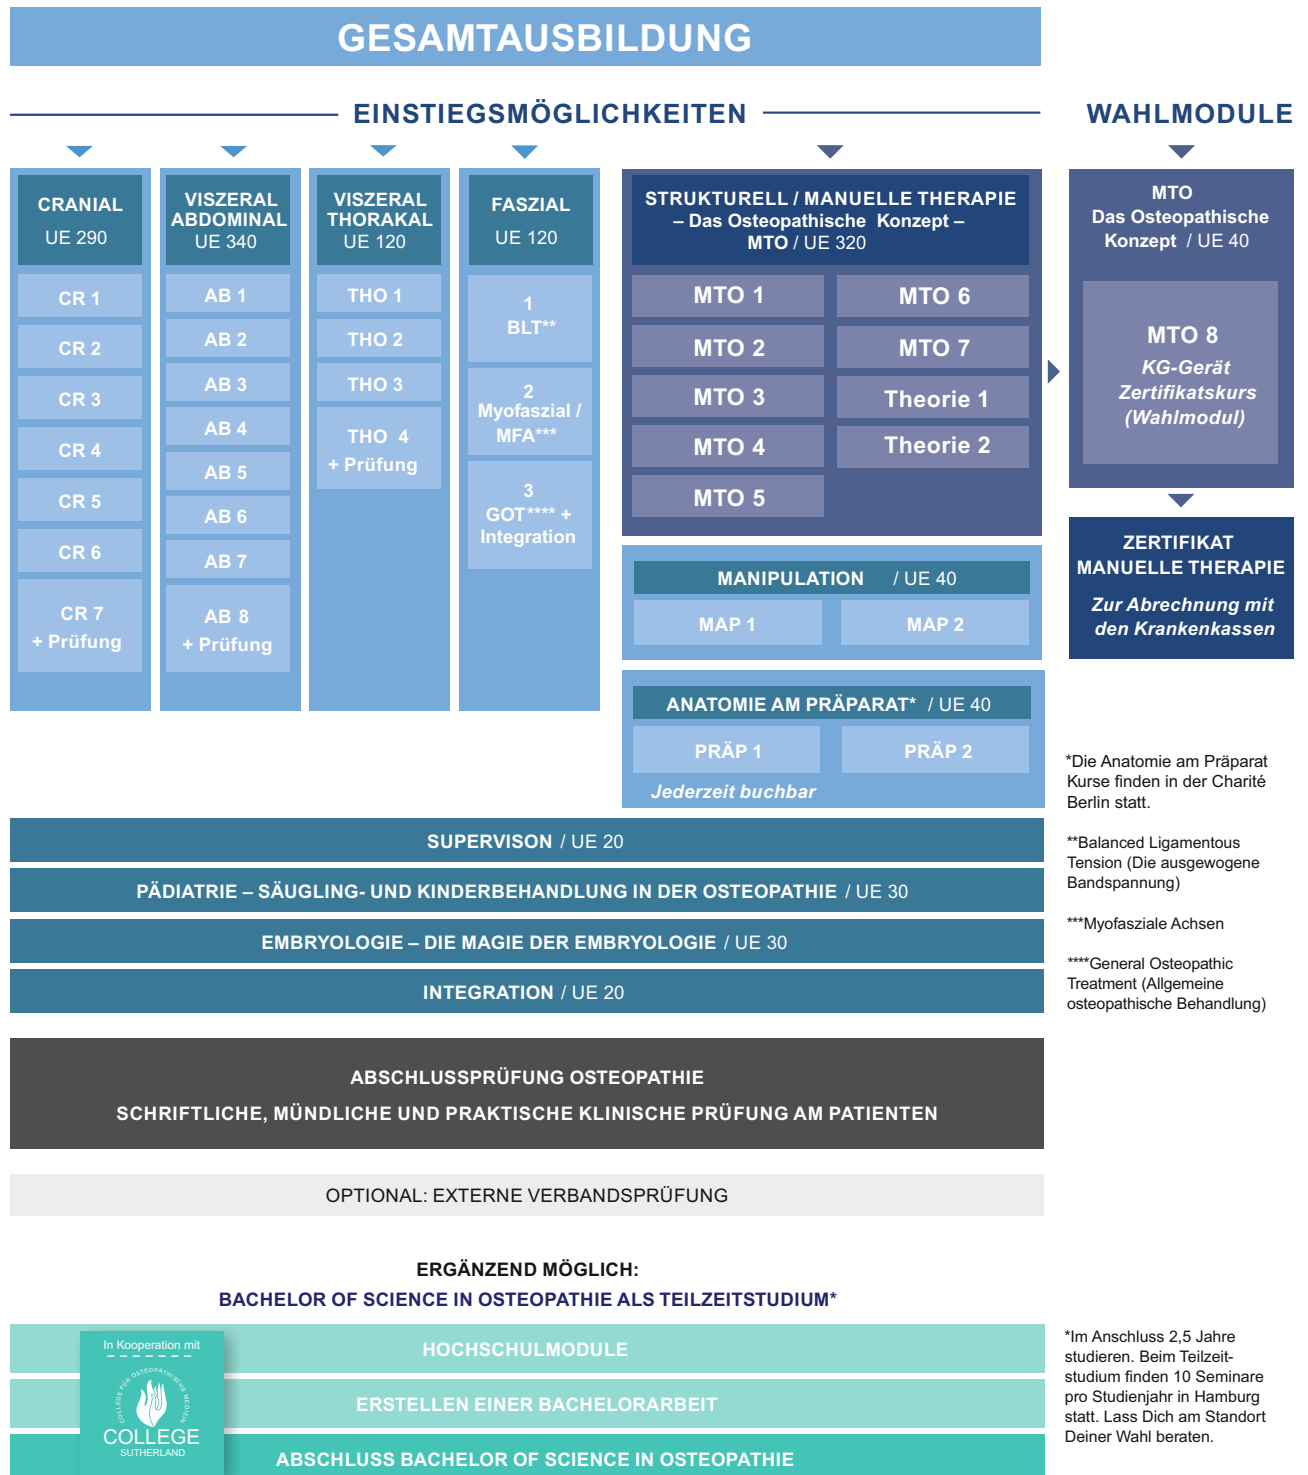 GESAMTAUSBILDUNG
EINSTIEGSMÖGLICHKEITEN
WAHLMODULE
CRANIAL
UE 290
CR 1
CR 2
CR 3
CR 4
CR 5
CR 6
CR 7
+ Prüfung
VISZERAL
ABDOMINAL
UE 340
AB 1
AB 2
AB 3
AB 4
AB 5
AB 6
AB 7
AB 8
+ Prüfung
VISZERAL
THORAKAL
UE 120
THO 1
THO 2
THO 3
THO 4
+ Prüfung
FASZIAL
UE 120
1
BLT**
2
Myofaszial /
MFA***
3
GOT**** +
Integration
STRUKTURELL / MANUELLE THERAPIE
– Das Osteopathische Konzept –
MTO / UE 320
MTO 1
MTO 2
MTO 3
MTO 4
MTO 5
MTO 6
MTO 7
Theorie 1
Theorie 2
MANIPULATION / UE 40
MAP 1
MAP 2
ANATOMIE AM PRÄPARAT* / UE 40
PRÄP 1
PRÄP 2
Jederzeit buchbar
MTO
Das Osteopathische
Konzept / UE 40
MTO 8
KG-Gerät
Zertifikatskurs
(Wahlmodul)
ZERTIFIKAT
MANUELLE THERAPIE
Zur Abrechnung mit
den Krankenkassen
*Die Anatomie am Präparat
Kurse finden in der Charité
Berlin statt.
**Balanced Ligamentous
Tension (Die ausgewogene
Bandspannung)
***Myofasziale Achsen
****General Osteopathic
Treatment (Allgemeine
osteopathische Behandlung)
SUPERVISON / UE 20
PÄDIATRIE – SÄUGLING- UND KINDERBEHANDLUNG IN DER OSTEOPATHIE / UE 30
EMBRYOLOGIE – DIE MAGIE DER EMBRYOLOGIE / UE 30
INTEGRATION / UE 20
ABSCHLUSSPRÜFUNG OSTEOPATHIE
SCHRIFTLICHE, MÜNDLICHE UND PRAKTISCHE KLINISCHE PRÜFUNG AM PATIENTEN
OPTIONAL: EXTERNE VERBANDSPRÜFUNG
ERGÄNZEND MÖGLICH:
BACHELOR OF SCIENCE IN OSTEOPATHIE ALS TEILZEITSTUDIUM*
In Kooperation mit
COLLEGE FÜR OSTEOPATHISCHE MEDIZIN
COLLEGE
SUTHERLAND
HOCHSCHULMODULE
ERSTELLEN EINER BACHELORARBEIT
ABSCHLUSS BACHELOR OF SCIENCE IN OSTEOPATHIE
*Im Anschluss 2,5 Jahre
studieren. Beim Teilzeit-
studium finden 10 Seminare
pro Studienjahr in Hamburg
statt. Lass Dich am Standort
Deiner Wahl beraten.